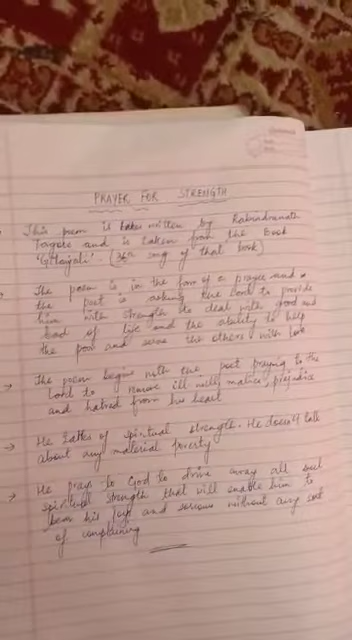 PRAYER FOR STRENGTH
This poem is taken written by Rabindranath
Tagore and is taken from the book
'Gitanjali'. (36th song of that book)
The poem is in the form of a prayer and
the poet is asking the Lord to provide
him with strength to deal with good and
bad of live and the ability to help
the poor and serve the others with love
→ The poem begins with the poet praying to the
Lord to remove ill will, malice, prejudice
and hatred from his heart
→ He talks of spiritual strength. He doesn't talk
about any material poverty
→ He prays to God to drive away all but
spiritual strength that will enable him to
bear his joys and sorrows without any sort
of complaining